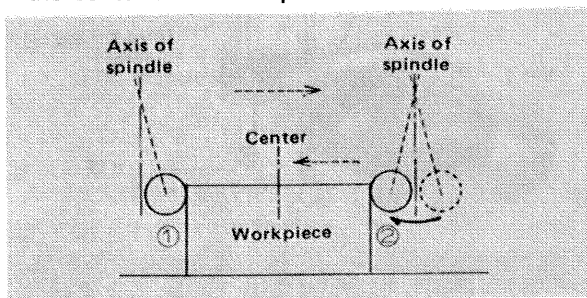 Axis of
spindle
Axis of
spindle
Center
①
Workpiece
②